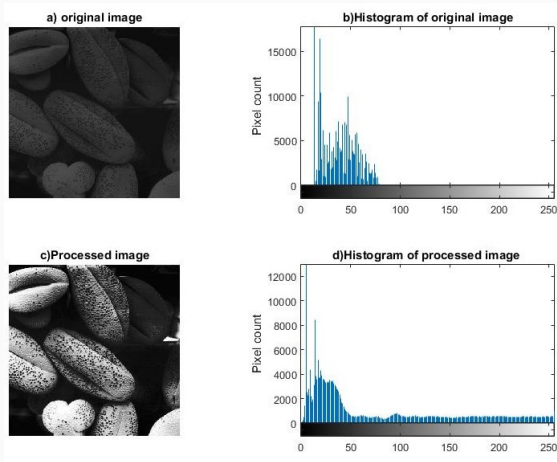 a) original image
b)Histogram of original image
Pixel count
15000
10000
5000
0
0 50 100 150 200 250
c)Processed image
d)Histogram of processed image
Pixel count
12000
10000
8000
6000
4000
2000
0
0 50 100 150 200 250